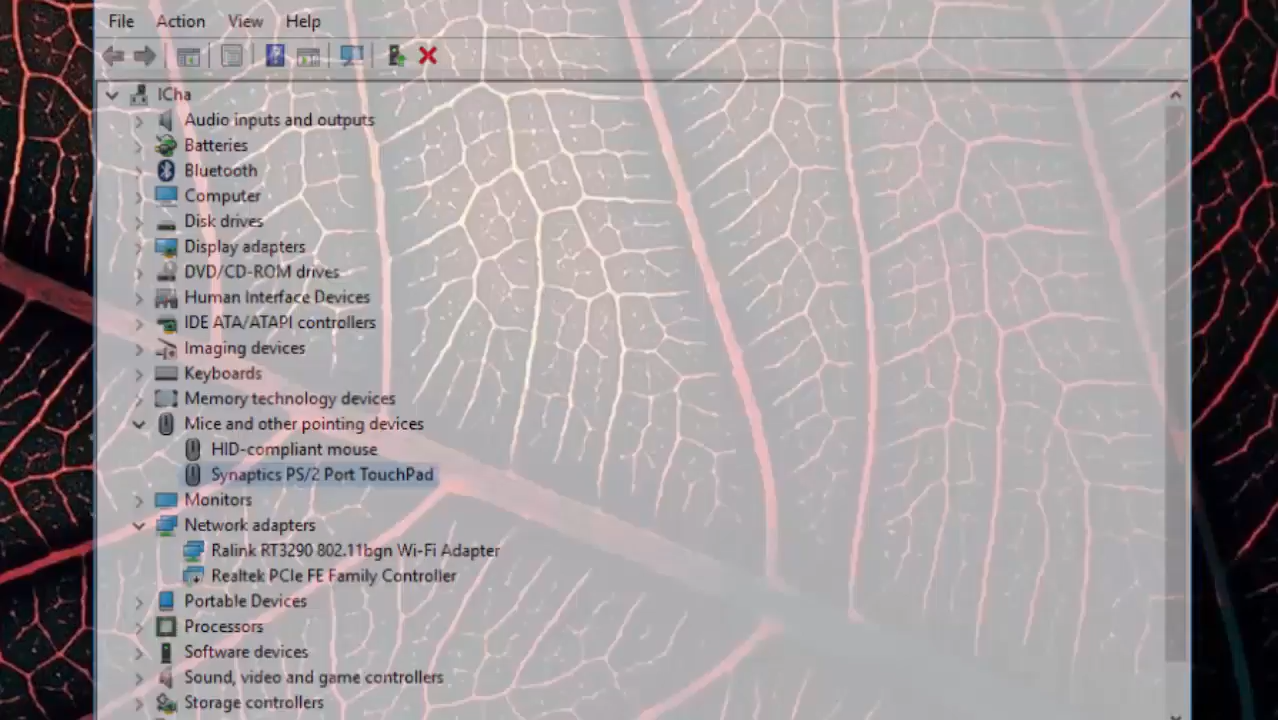 File Action View Help
ICha
Audio inputs and outputs
Batteries
Bluetooth
Computer
Disk drives
Display adapters
DVD/CD-ROM drives
Human Interface Devices
IDE ATA/ATAPI controllers
Imaging devices
Keyboards
Memory technology devices
Mice and other pointing devices
HID-compliant mouse
Synaptics PS/2 Port TouchPad
Monitors
Network adapters
Ralink RT3290 802.11bgn Wi-Fi Adapter
Realtek PCIe FE Family Controller
Portable Devices
Processors
Software devices
Sound, video and game controllers
Storage controllers